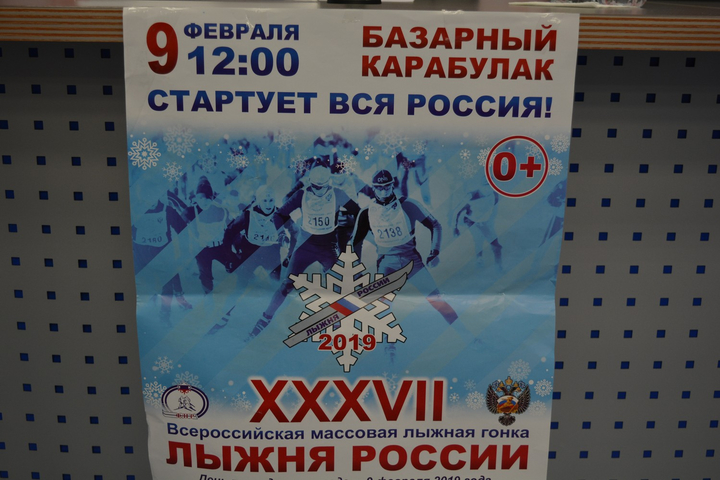 9 ФЕВРАЛЯ
12:00
БАЗАРНЫЙ
КАРАБУЛАК
СТАРТУЕТ ВСЯ РОССИЯ!
0+
150
2138
ЛЫЖНЯ РОССИИ
2019
XXXVII
Всероссийская массовая лыжная гонка
ЛЫЖНЯ РОССИИ